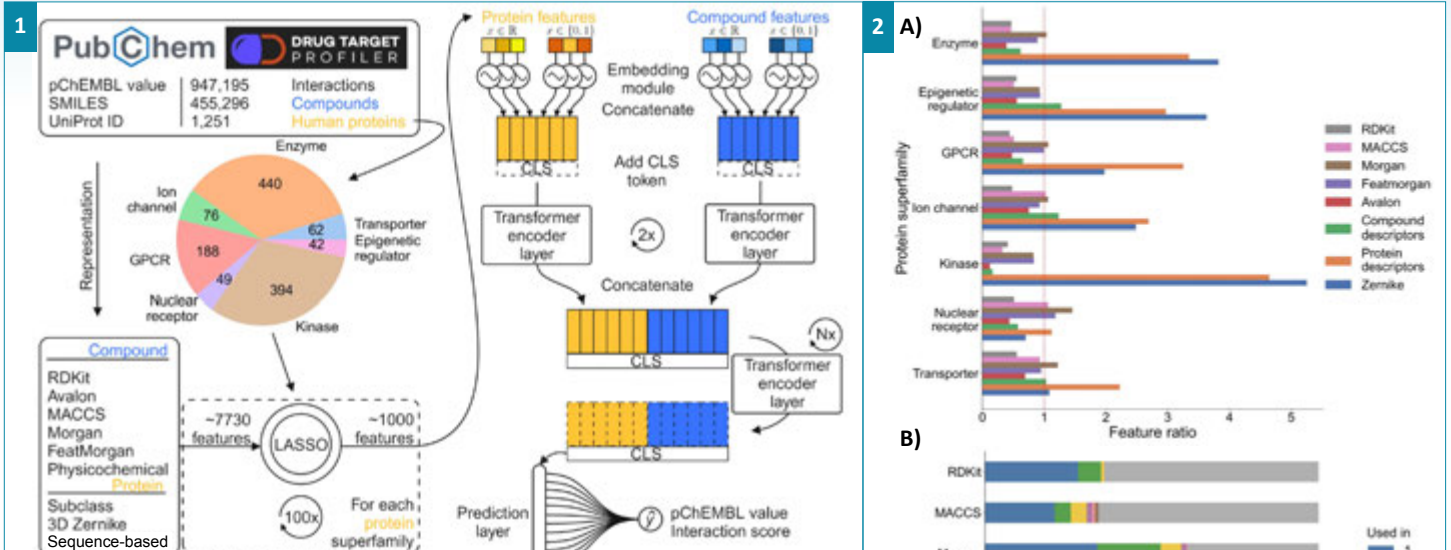 1
PubChem
DRUG TARGET
PROFILER
pChEMBL value 947,195 Interactions
SMILES 455,296 Compounds
UniProt ID 1,251 Human proteins
Representation
Enzyme
440
Ion
channel
76
62
Transporter
42
Epigenetic
regulator
GPCR
188
49
394
Nuclear
receptor
Kinase
Compound
RDKit
Avalon
MACCS
Morgan
FeatMorgan
Physicochemical
Protein
Subclass
3D Zernike
Sequence-based
~7730
features
LASSO
~1000
features
100x
For each
protein
superfamily
Protein features
x ∈ ℝ
x ∈ {0,1}
Compound features
x ∈ ℝ
x ∈ {0,1}
Embedding
module
Concatenate
CLS
Add CLS
token
CLS
Transformer
encoder
layer
2x
Transformer
encoder
layer
Concatenate
CLS
Nx
Transformer
encoder
layer
CLS
Prediction
layer
ŷ
pChEMBL value
Interaction score
2
A)
Protein superfamily
Enzyme
Epigenetic
regulator
GPCR
Ion channel
Kinase
Nuclear
receptor
Transporter
0 1 2 3 4 5
Feature ratio
RDKit
MACCS
Morgan
Featmorgan
Avalon
Compound
descriptors
Protein
descriptors
Zernike
B)
RDKit
MACCS
Used in